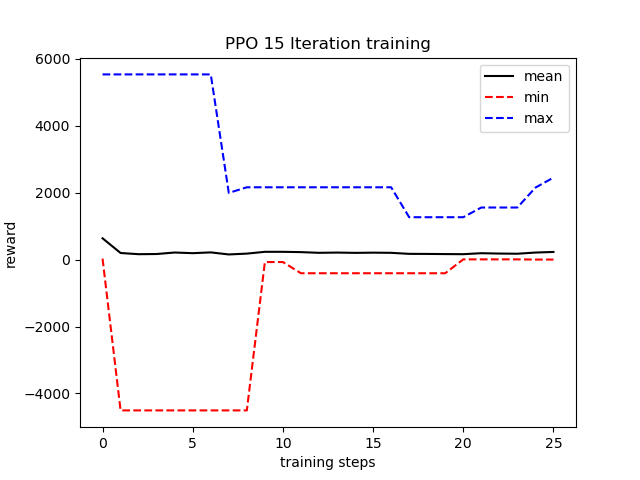 PPO 15 Iteration training
6000
4000
2000
0
−2000
−4000
reward
mean
min
max
0 5 10 15 20 25
training steps